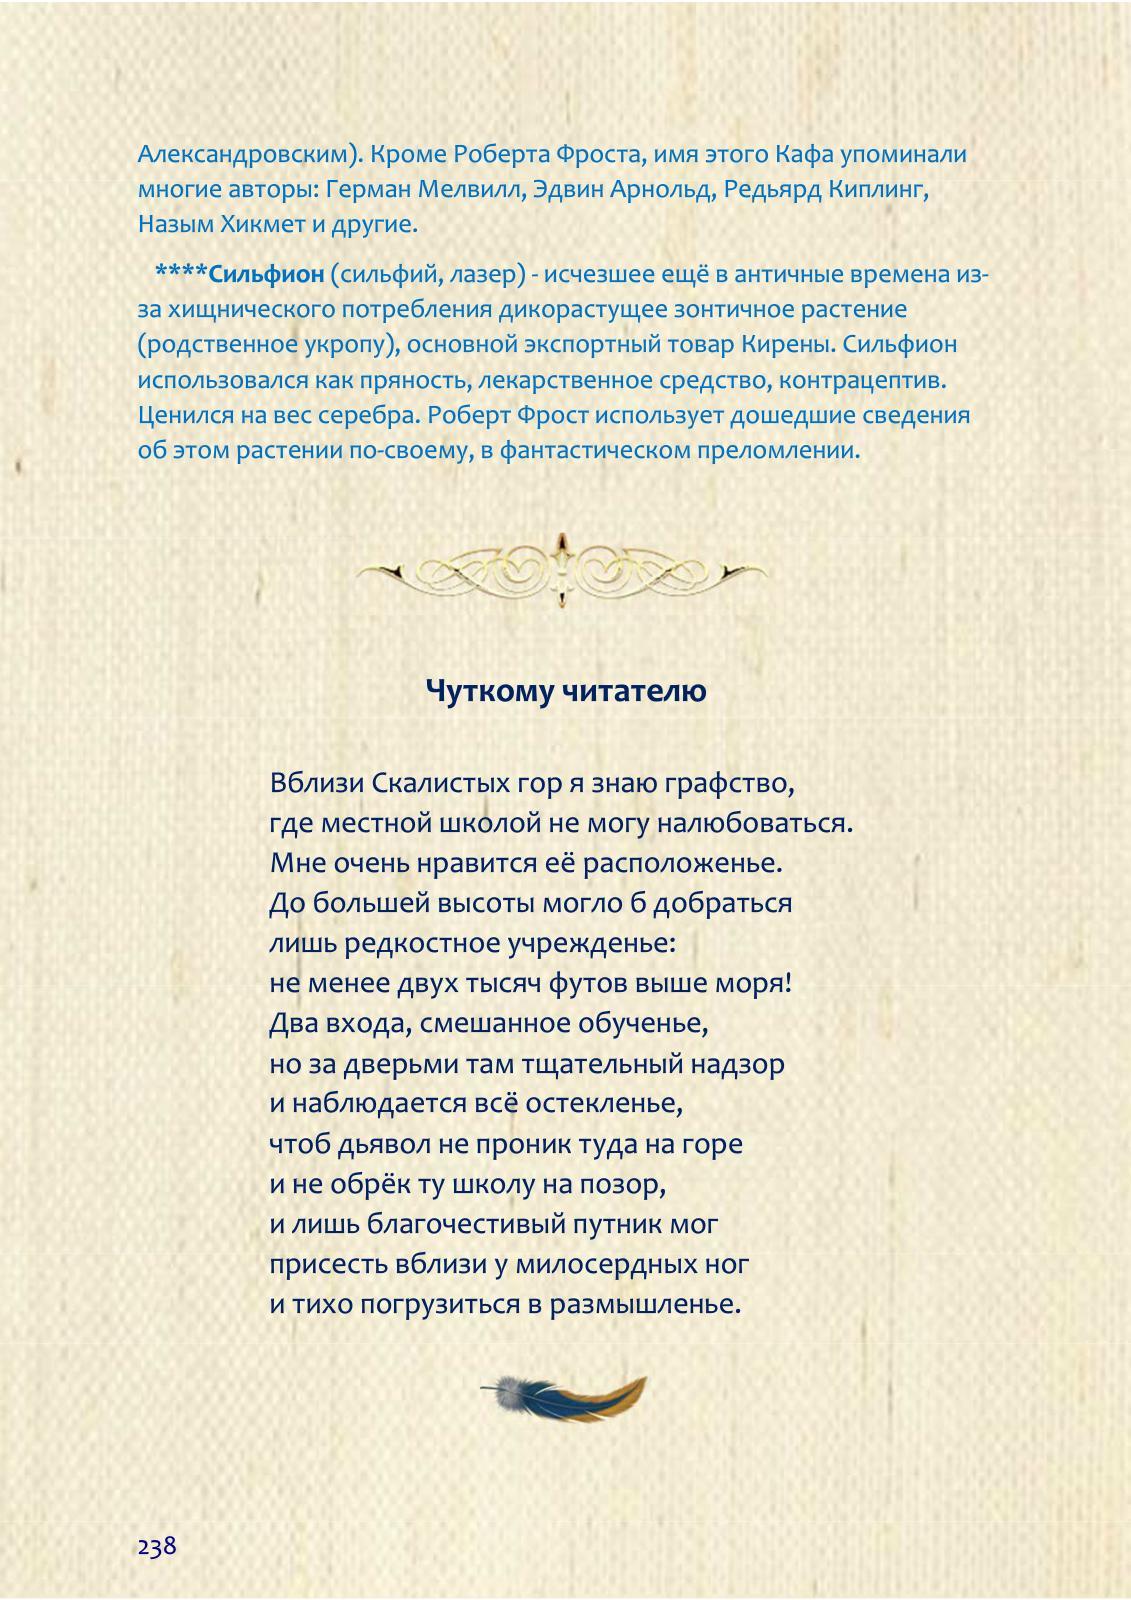 Александровским). Кроме Роберта Фроста, имя этого Кафа упоминали
многие авторы: Герман Мелвилл, Эдвин Арнольд, Редьярд Киплинг,
Назым Хикмет и другие.
****Сильфион (сильфий, лазер) - исчезшее ещё в античные времена из-
за хищнического потребления дикорастущее зонтичное растение
(родственное укропу), основной экспортный товар Кирены. Сильфион
использовался как пряность, лекарственное средство, контрацептив.
Ценился на вес серебра. Роберт Фрост использует дошедшие сведения
об этом растении по-своему, в фантастическом преломлении.
Чуткому читателю
Вблизи Скалистых гор я знаю графство,
где местной школой не могу налюбоваться.
Мне очень нравится её расположенье.
До большей высоты могло б добраться
лишь редкостное учрежденье:
не менее двух тысяч футов выше моря!
Два входа, смешанное обученье,
но за дверьми там тщательный надзор
и наблюдается всё остекленье,
чтоб дьявол не проник туда на горе
и не обрёк ту школу на позор,
и лишь благочестивый путник мог
присесть вблизи у милосердных ног
и тихо погрузиться в размышленье.
238